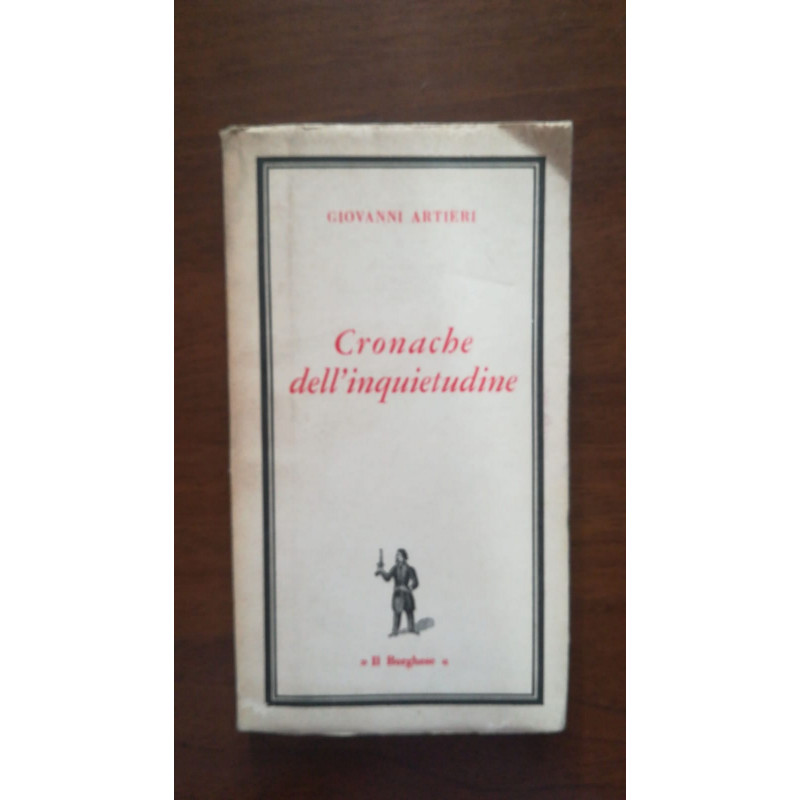 GIOVANNI ARTIERI
Cronache
dell'inquietudine
« Il Borghese »